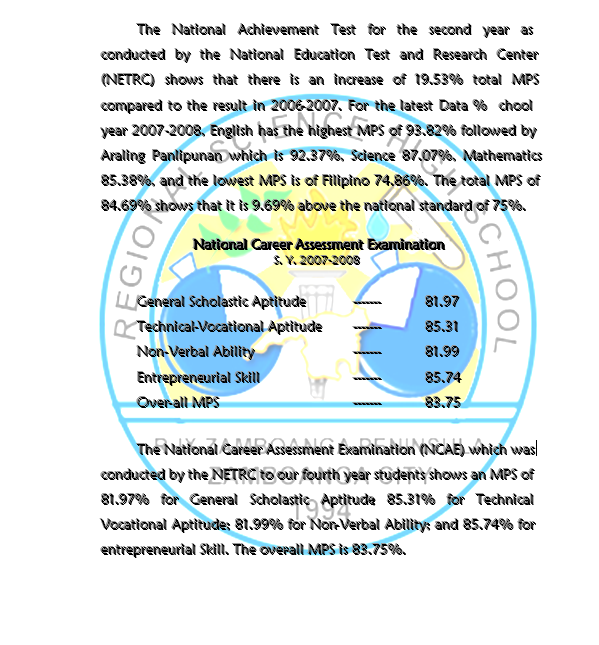 The National Achievement Test for the second year as
conducted by the National Education Test and Research Center
(NETRC) shows that there is an increase of 19.53% total MPS
compared to the result in 2006-2007. For the latest Data % chool
year 2007-2008, English has the highest MPS of 93.82% followed by
Araling Panlipunan which is 92.37%, Science 87.07%, Mathematics
85.38%, and the lowest MPS is of Filipino 74.86%. The total MPS of
84.69% shows that it is 9.69% above the national standard of 75%.
National Career Assessment Examination
S. Y. 2007-2008
General Scholastic Aptitude ------- 81.97
Technical-Vocational Aptitude ------- 85.31
Non-Verbal Ability ------- 81.99
Entrepreneurial Skill ------- 85.74
Over-all MPS ------- 83.75
The National Career Assessment Examination (NCAE) which was
conducted by the NETRC to our fourth year students shows an MPS of
81.97% for General Scholastic Aptitude 85.31% for Technical
Vocational Aptitude; 81.99% for Non-Verbal Ability; and 85.74% for
entrepreneurial Skill. The overall MPS is 83.75%.
REGIONAL SCIENCE HIGH SCHOOL
ZAMBOANGA PENINSULA
ZAMBOANGA CITY
1994